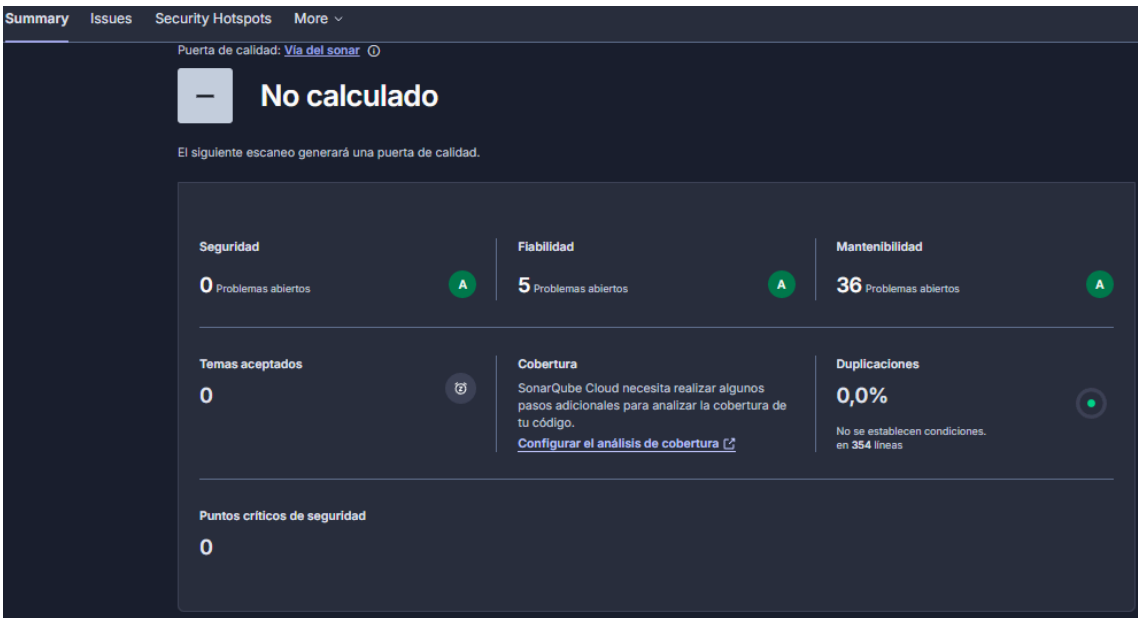 Summary Issues Security Hotspots More
Puerta de calidad: Vía del sonar
No calculado
El siguiente escaneo generará una puerta de calidad.
Seguridad
0 Problemas abiertos
A
Fiabilidad
5 Problemas abiertos
A
Mantenibilidad
36 Problemas abiertos
A
Temas aceptados
0
Cobertura
SonarQube Cloud necesita realizar algunos
pasos adicionales para analizar la cobertura de
tu código.
Configurar el análisis de cobertura
Duplicaciones
0,0%
No se establecen condiciones.
en 354 líneas
Puntos críticos de seguridad
0